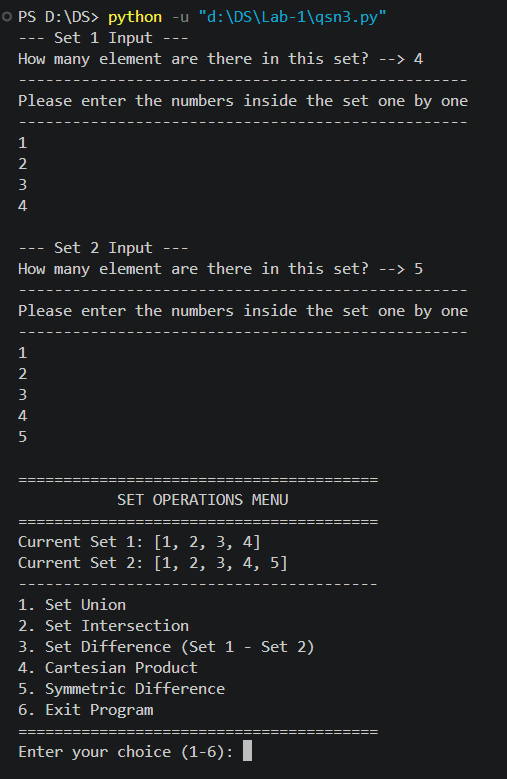 PS D:\DS> python -u "d:\DS\Lab-1\qsn3.py"
--- Set 1 Input ---
How many element are there in this set? --> 4
--------------------------------------------------
Please enter the numbers inside the set one by one
--------------------------------------------------
1
2
3
4
--- Set 2 Input ---
How many element are there in this set? --> 5
--------------------------------------------------
Please enter the numbers inside the set one by one
--------------------------------------------------
1
2
3
4
5
========================================
SET OPERATIONS MENU
========================================
Current Set 1: [1, 2, 3, 4]
Current Set 2: [1, 2, 3, 4, 5]
----------------------------------------
1. Set Union
2. Set Intersection
3. Set Difference (Set 1 - Set 2)
4. Cartesian Product
5. Symmetric Difference
6. Exit Program
========================================
Enter your choice (1-6):